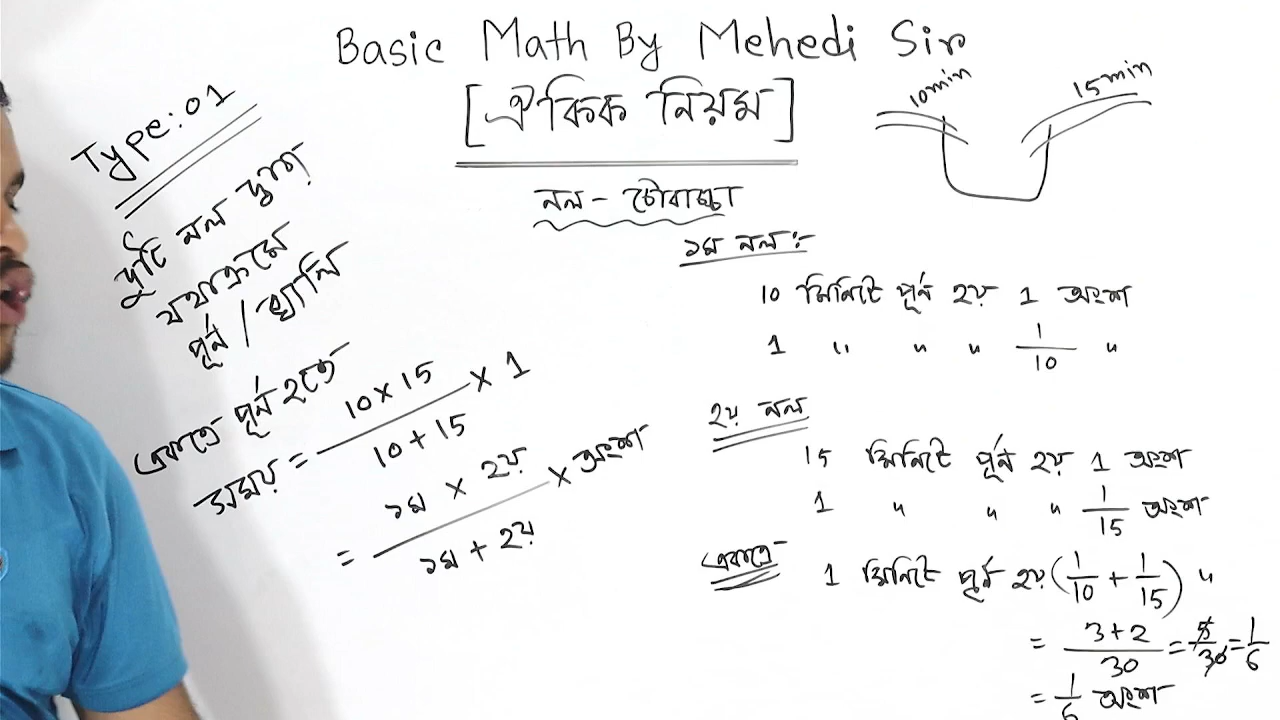 Basic Math By Mehedi Sir
[ঐকিক নিয়ম]
নল - চৌবাচ্চা
Type: 01
দুটি নল দ্বারা
যথাক্রমে
পূর্ন / খালি
একত্রে পূর্ন হতে
সময় = 10 × 15 / 10 + 15 × 1
= ১ম × ২য় / ১ম + ২য় × অংশ
10min 15min
১ম নল :-
10 মিনিটে পূর্ন হয় 1 অংশ
1 " " " 1/10 "
২য় নল
15 মিনিটে পূর্ন হয় 1 অংশ
1 " " " 1/15 অংশ
একত্রে
1 মিনিটে পূর্ন হয় (1/10 + 1/15) "
= 3+2 / 30 = 5/30 = 1/6
= 1/6 অংশ